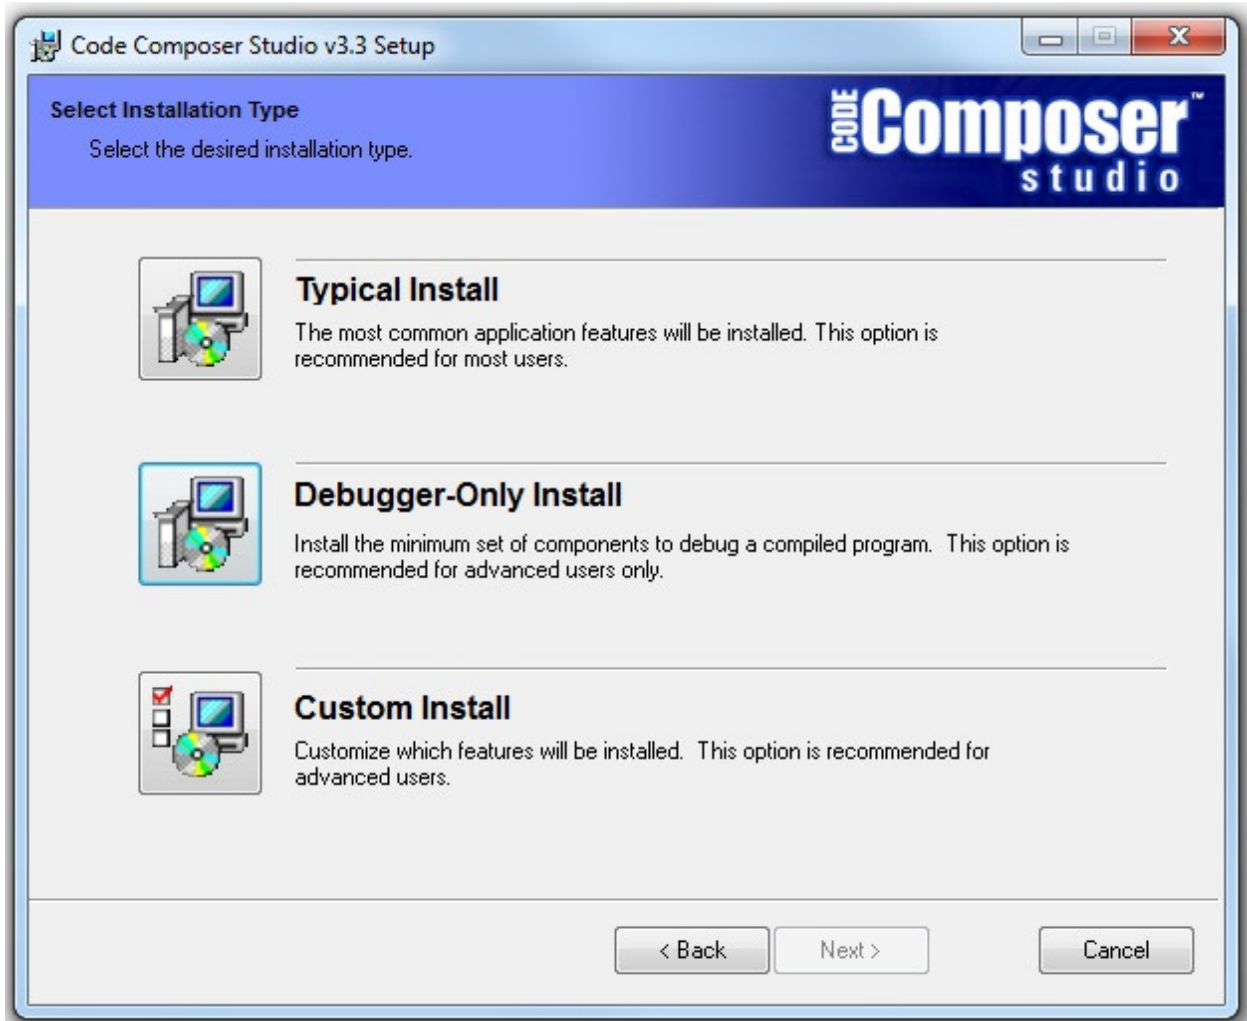 Code Composer Studio v3.3 Setup
Select Installation Type
Select the desired installation type.
CODE Composer™
studio
Typical Install
The most common application features will be installed. This option is
recommended for most users.
Debugger-Only Install
Install the minimum set of components to debug a compiled program.  This option is
recommended for advanced users only.
Custom Install
Customize which features will be installed.  This option is recommended for
advanced users.
< Back Next > Cancel